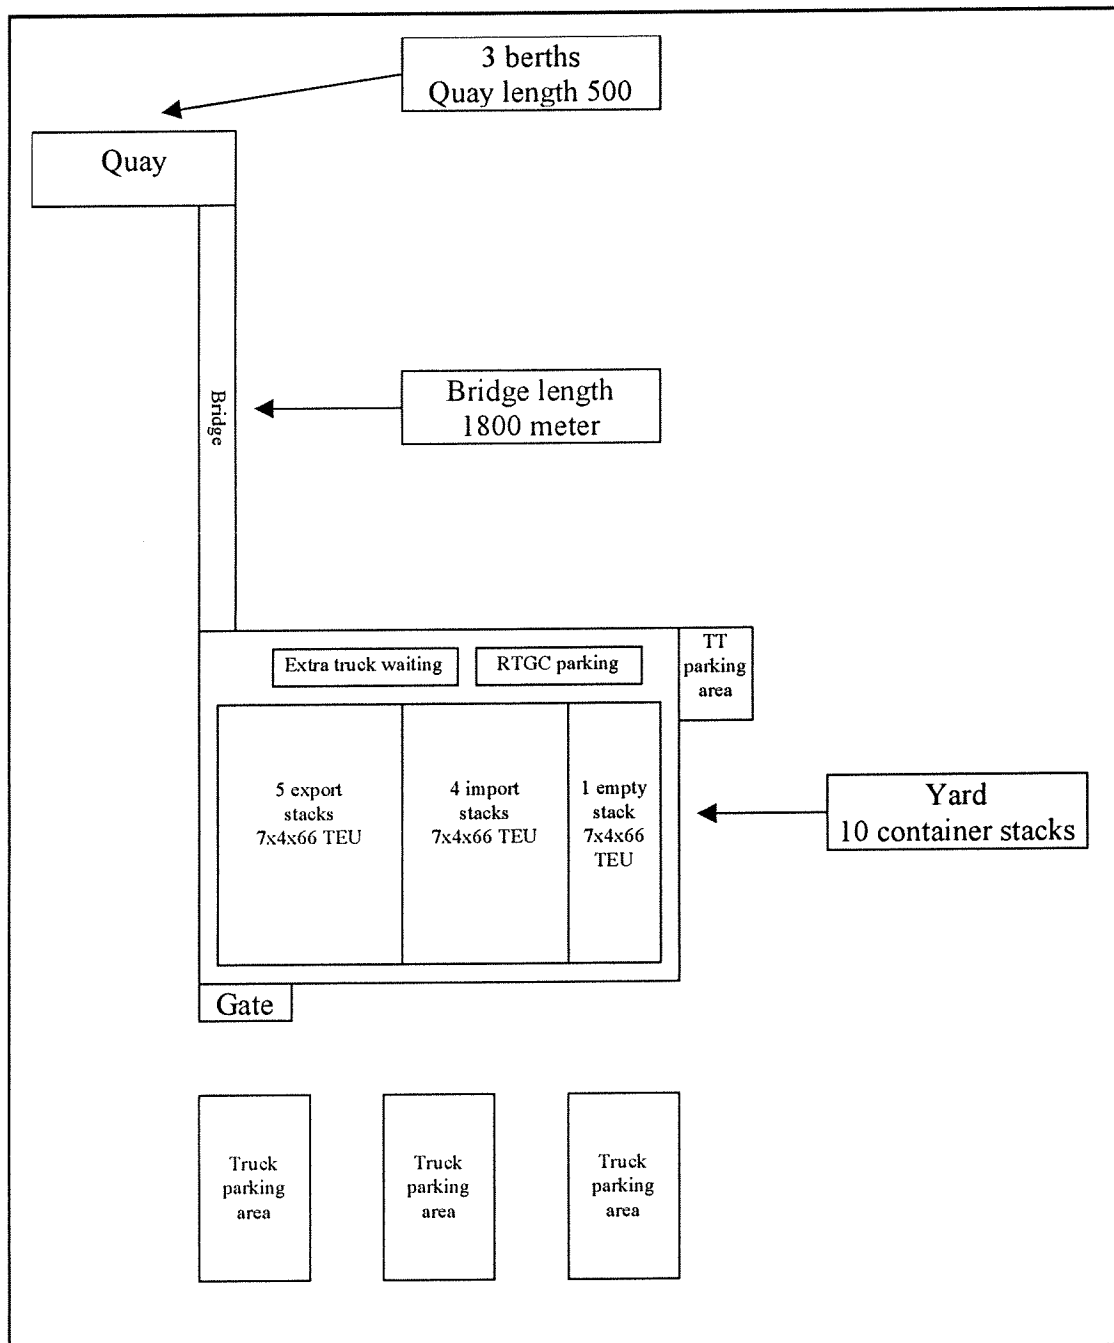 3 berths
Quay length 500
Quay
Bridge
Bridge length
1800 meter
Extra truck waiting
RTGC parking
TT
parking
area
5 export
stacks
7x4x66 TEU
4 import
stacks
7x4x66 TEU
1 empty
stack
7x4x66
TEU
Yard
10 container stacks
Gate
Truck
parking
area
Truck
parking
area
Truck
parking
area